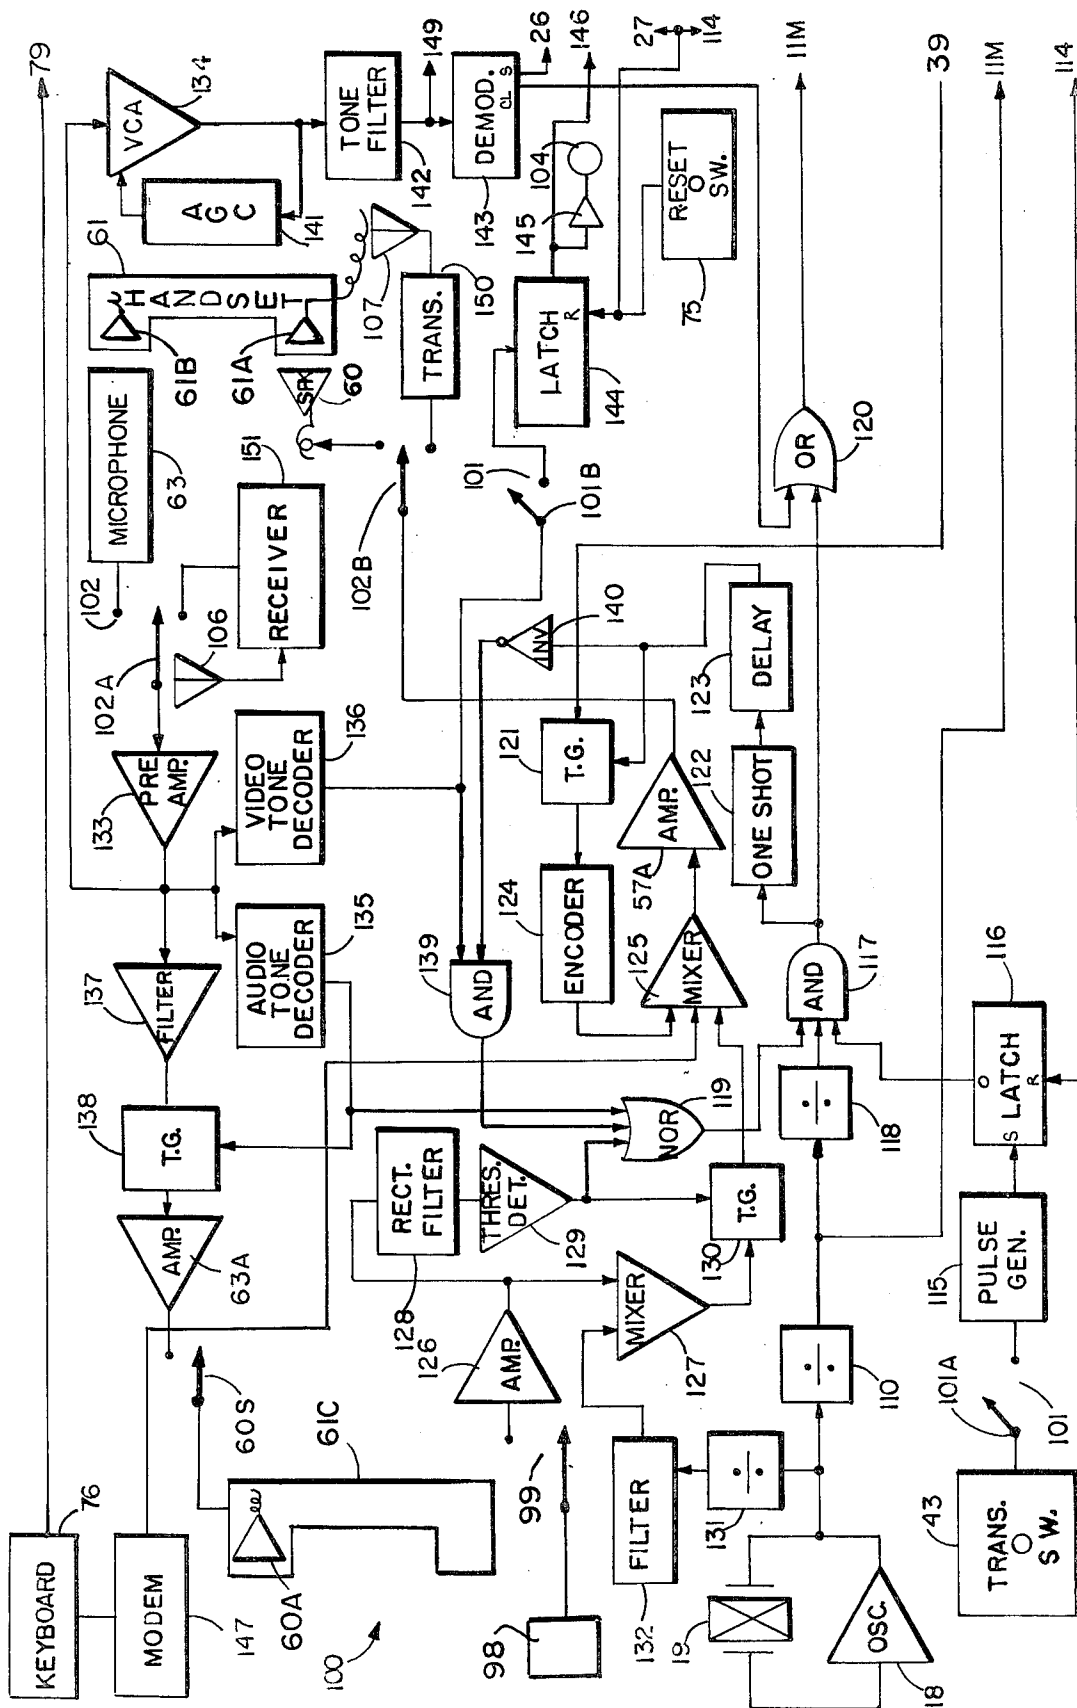 KEYBOARD
76
79
MODEM
147
60S
60A
61C
100
AMP.
63A
T.G.
138
FILTER
137
PRE AMP.
133
102A
102
MICROPHONE
63
HANDSET
61
61B
61A
VCA
134
AGC
141
TONE FILTER
142
149
DEMOD.
CL
S
143
26
146
AUDIO TONE DECODER
135
VIDEO TONE DECODER
136
106
RECEIVER
151
SPK
60
107
TRANS.
150
102B
RECT. FILTER
128
THRES. DET.
129
AMP.
126
99
98
MIXER
127
NOR
119
T.G.
130
AND
139
INV
140
101
101B
LATCH
R
144
145
104
27
114
RESET SW.
75
T.G.
121
ENCODER
124
MIXER
125
AMP.
57A
ONE SHOT
122
DELAY
123
OR
120
11M
39
FILTER
132
÷
131
19
OSC.
18
÷
110
÷
118
AND
117
11M
TRANS. SW.
43
101A
101
PULSE GEN.
115
S
LATCH
O
R
116
114